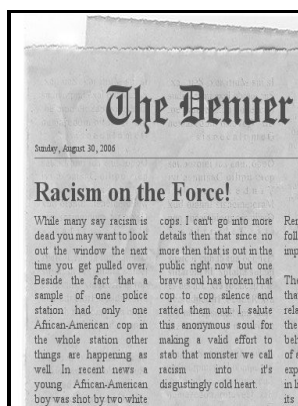 The Denver
Sunday, August 30, 2006
Racism on the Force!
While many say racism is
dead you may want to look
out the window the next
time you get pulled over.
Beside the fact that a
sample of one police
station had only one
African-American cop in
the whole station other
things are happening as
well. In recent news a
young African-American
boy was shot by two white
cops. I can't go into more
details then that since no
more then that is out in the
public right now but one
brave soul has broken that
cop to cop silence and
ratted them out. I salute
this anonymous soul for
making a valid effort to
stab that monster we call
racism into it's
disgustingly cold heart.